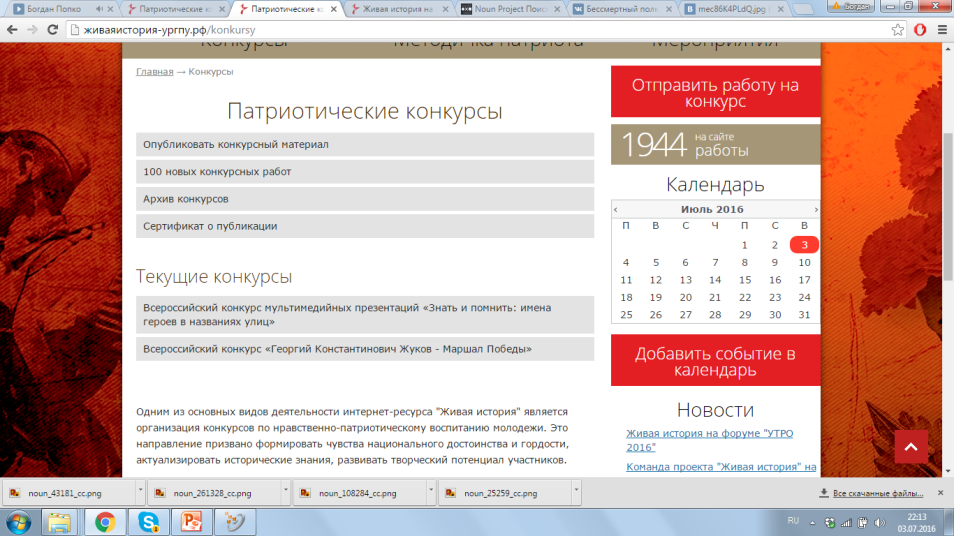 Богдан Попко
Патриотические ко
Патриотические ко
Живая история на
Noun Project Поис
Бессмертный пол
mec86K4PLdQ.jpg
Богдан
живаяистория-ургпу.рф/konkursy
Конкурсы Методичка патриота Мероприятия
Главная → Конкурсы
Патриотические конкурсы
Опубликовать конкурсный материал
100 новых конкурсных работ
Архив конкурсов
Сертификат о публикации
Текущие конкурсы
Всероссийский конкурс мультимедийных презентаций «Знать и помнить: имена
героев в названиях улиц»
Всероссийский конкурс «Георгий Константинович Жуков - Маршал Победы»
Одним из основных видов деятельности интернет-ресурса "Живая история" является
организация конкурсов по нравственно-патриотическому воспитанию молодежи. Это
направление призвано формировать чувства национального достоинства и гордости,
актуализировать исторические знания, развивать творческий потенциал участников.
Отправить работу на
конкурс
1944 на сайте
работы
Календарь
‹ Июль 2016 ›
П В С Ч П С В
1 2 3
4 5 6 7 8 9 10
11 12 13 14 15 16 17
18 19 20 21 22 23 24
25 26 27 28 29 30 31
Добавить событие в
календарь
Новости
Живая история на форуме "УТРО
2016"
Команда проекта "Живая история" на
noun_43181_cc.png
noun_261328_cc.png
noun_108284_cc.png
noun_25259_cc.png
Все скачанные файлы...
RU
22:13
03.07.2016